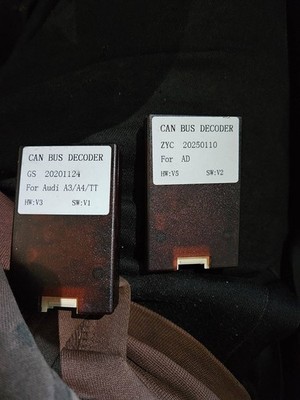 CAN BUS DECODER
GS 20201124
For Audi A3/A4/TT
HW:V3 SW:V1
CAN BUS DECODER
ZYC 20250110
For AD
HW:V5 SW:V2